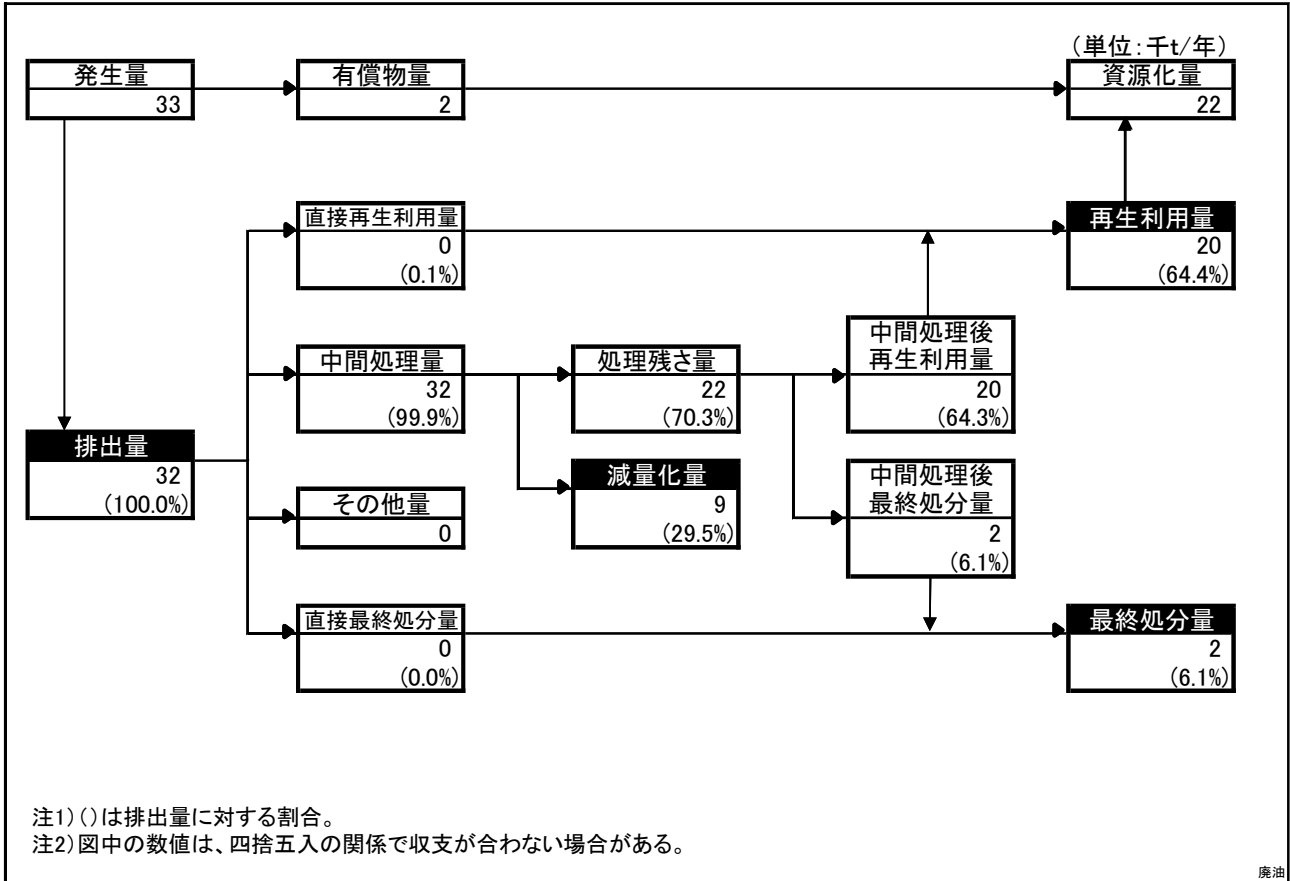 (単位:千t/年)
発生量
33
有償物量
2
資源化量
22
直接再生利用量
0
(0.1%)
再生利用量
20
(64.4%)
中間処理量
32
(99.9%)
処理残さ量
22
(70.3%)
中間処理後
再生利用量
20
(64.3%)
排出量
32
(100.0%)
その他量
0
減量化量
9
(29.5%)
中間処理後
最終処分量
2
(6.1%)
直接最終処分量
0
(0.0%)
最終処分量
2
(6.1%)
注1)()は排出量に対する割合。
注2)図中の数値は、四捨五入の関係で収支が合わない場合がある。
廃油